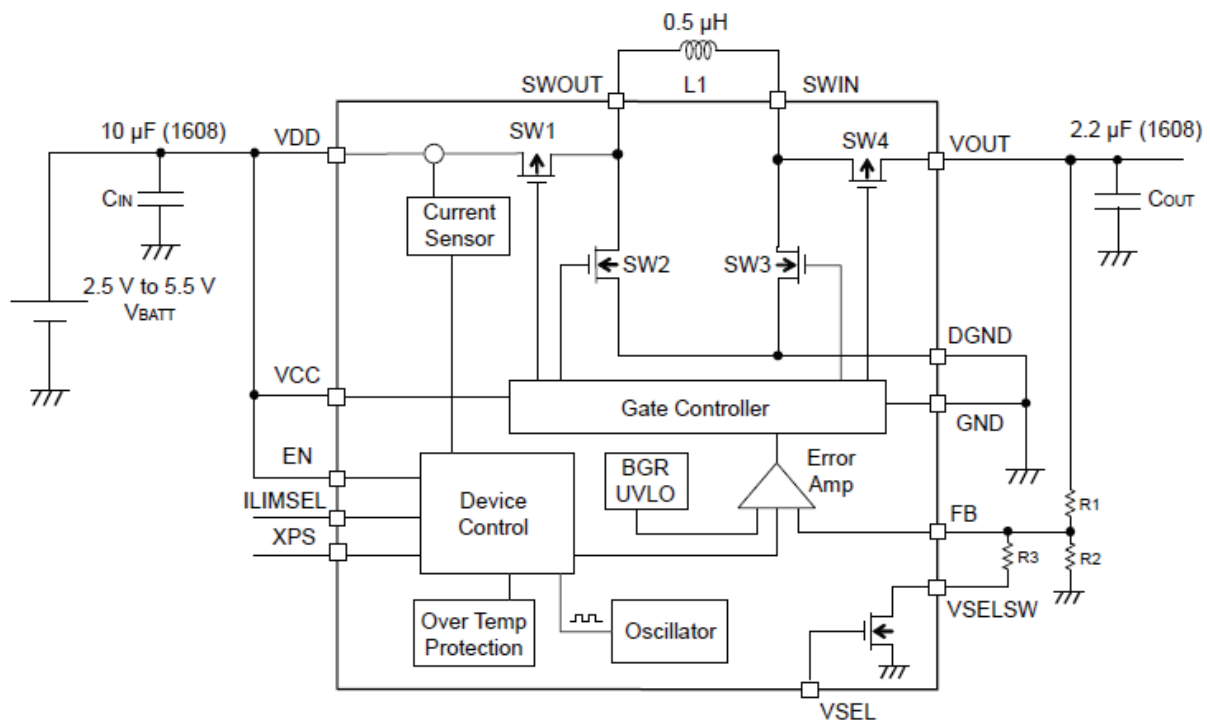 0.5 µH
SWOUT
L1
SWIN
10 µF (1608)
VDD
SW1
SW4
VOUT
2.2 µF (1608)
CIN
Current
Sensor
COUT
SW2
SW3
2.5 V to 5.5 V
VBATT
DGND
VCC
Gate Controller
GND
EN
BGR
UVLO
Error
Amp
ILIMSEL
Device
Control
FB
R1
XPS
R3
R2
VSELSW
Over Temp
Protection
Oscillator
VSEL